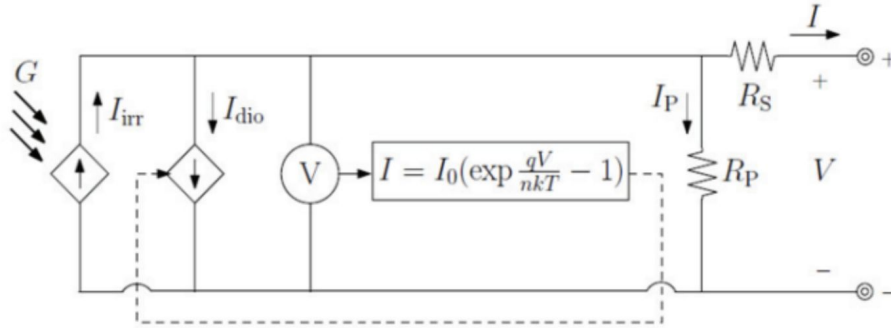 G
I_irr
I_dio
V
I = I_0(exp qV/nkT − 1)
I_P
R_P
R_S
I
+
+
V
−
−